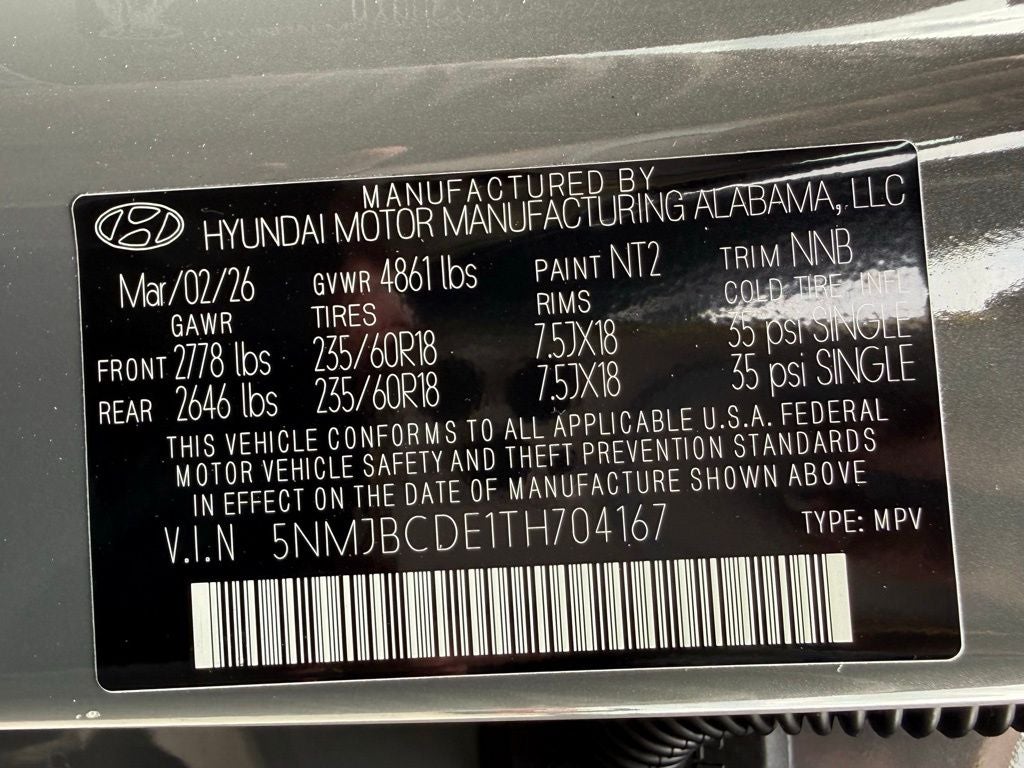 MANUFACTURED BY
HYUNDAI MOTOR MANUFACTURING ALABAMA, LLC
Mar/02/26 GVWR 4861 lbs PAINT NT2 TRIM NNB
GAWR TIRES RIMS COLD TIRE INFL
FRONT 2778 lbs 235/60R18 7.5JX18 35 psi SINGLE
REAR 2646 lbs 235/60R18 7.5JX18 35 psi SINGLE
THIS VEHICLE CONFORMS TO ALL APPLICABLE U.S.A. FEDERAL
MOTOR VEHICLE SAFETY AND THEFT PREVENTION STANDARDS
IN EFFECT ON THE DATE OF MANUFACTURE SHOWN ABOVE
V.I.N 5NMJBCDE1TH704167 TYPE: MPV